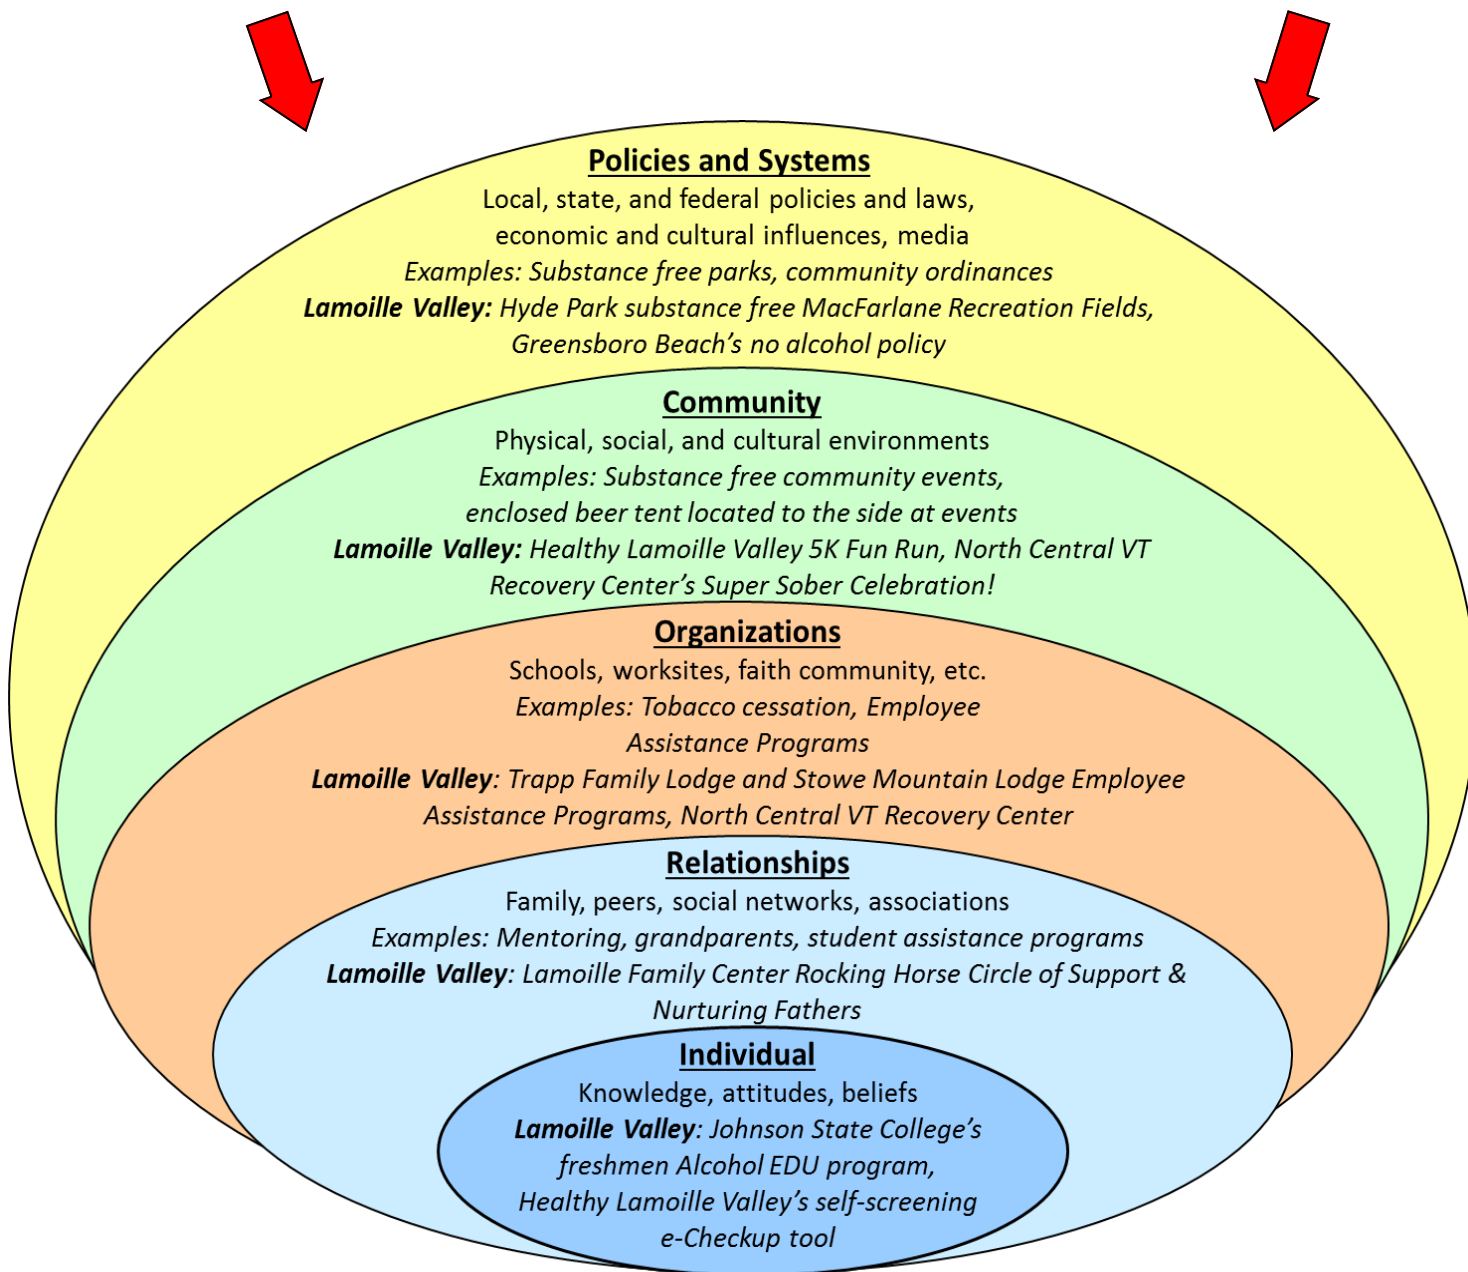 Policies and Systems
Local, state, and federal policies and laws,
economic and cultural influences, media
Examples: Substance free parks, community ordinances
Lamoille Valley: Hyde Park substance free MacFarlane Recreation Fields,
Greensboro Beach’s no alcohol policy
Community
Physical, social, and cultural environments
Examples: Substance free community events,
enclosed beer tent located to the side at events
Lamoille Valley: Healthy Lamoille Valley 5K Fun Run, North Central VT
Recovery Center’s Super Sober Celebration!
Organizations
Schools, worksites, faith community, etc.
Examples: Tobacco cessation, Employee
Assistance Programs
Lamoille Valley: Trapp Family Lodge and Stowe Mountain Lodge Employee
Assistance Programs, North Central VT Recovery Center
Relationships
Family, peers, social networks, associations
Examples: Mentoring, grandparents, student assistance programs
Lamoille Valley: Lamoille Family Center Rocking Horse Circle of Support &
Nurturing Fathers
Individual
Knowledge, attitudes, beliefs
Lamoille Valley: Johnson State College’s
freshmen Alcohol EDU program,
Healthy Lamoille Valley’s self-screening
e-Checkup tool